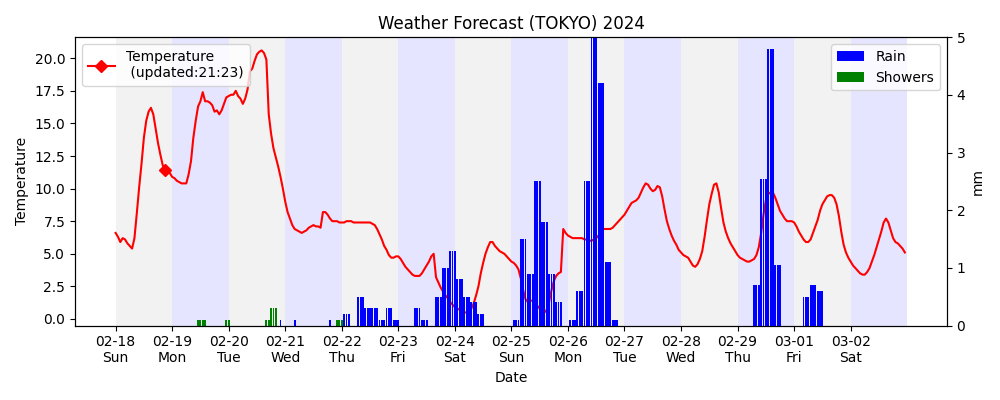 Weather Forecast (TOKYO) 2024
Temperature
(updated:21:23)
Rain
Showers
20.0
17.5
15.0
12.5
10.0
7.5
5.0
2.5
0.0
Temperature
5
4
3
2
1
0
mm
02-18 02-19 02-20 02-21 02-22 02-23 02-24 02-25 02-26 02-27 02-28 02-29 03-01 03-02
Sun Mon Tue Wed Thu Fri Sat Sun Mon Tue Wed Thu Fri Sat
Date